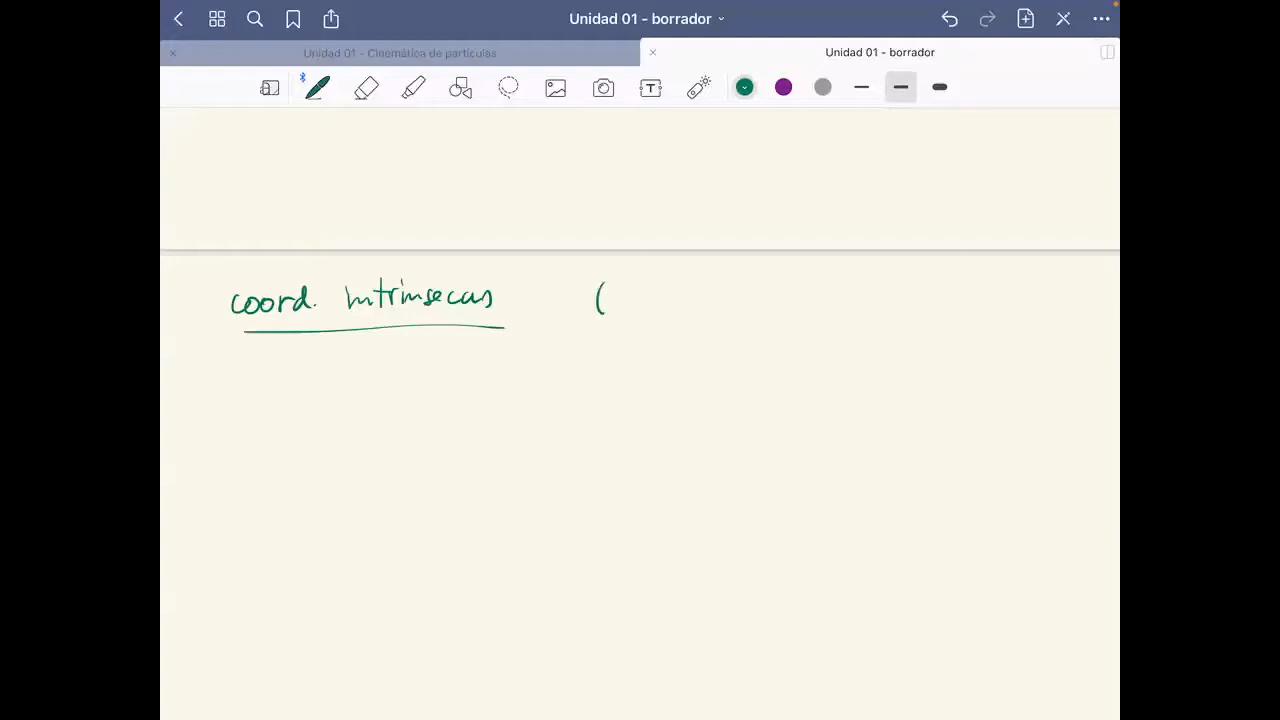 Unidad 01 - borrador
Unidad 01 - Cinemática de partículas
Unidad 01 - borrador
T
coord. intrinsecas (